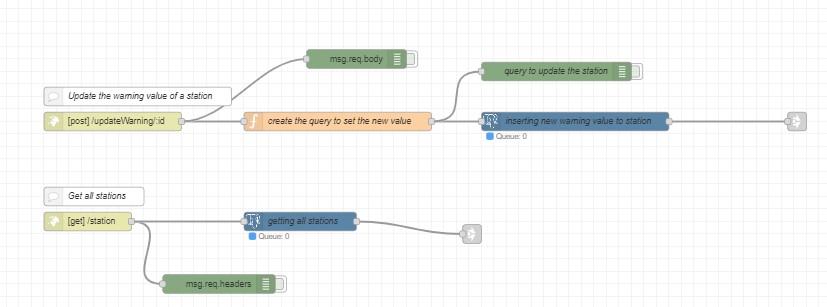 msg.req.body
query to update the station
Update the warning value of a station
[post] /updateWarning/:id
create the query to set the new value
inserting new warning value to station
Queue: 0
Get all stations
[get] /station
getting all stations
Queue: 0
msg.req.headers